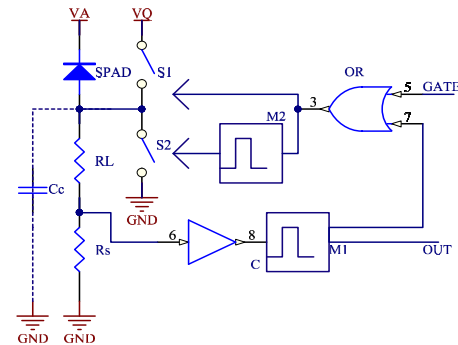 VA VQ
SPAD S1 OR
5 GATE
3
7
M2
S2
RL
Cc
GND
6 8
Rs C M1 OUT
GND GND